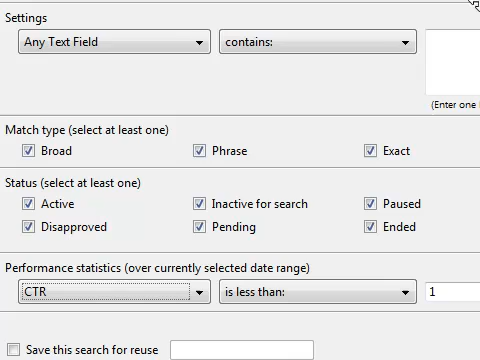 Settings
Any Text Field contains:
(Enter one
Match type (select at least one)
Broad Phrase Exact
Status (select at least one)
Active Inactive for search Paused
Disapproved Pending Ended
Performance statistics (over currently selected date range)
CTR is less than: 1
Save this search for reuse